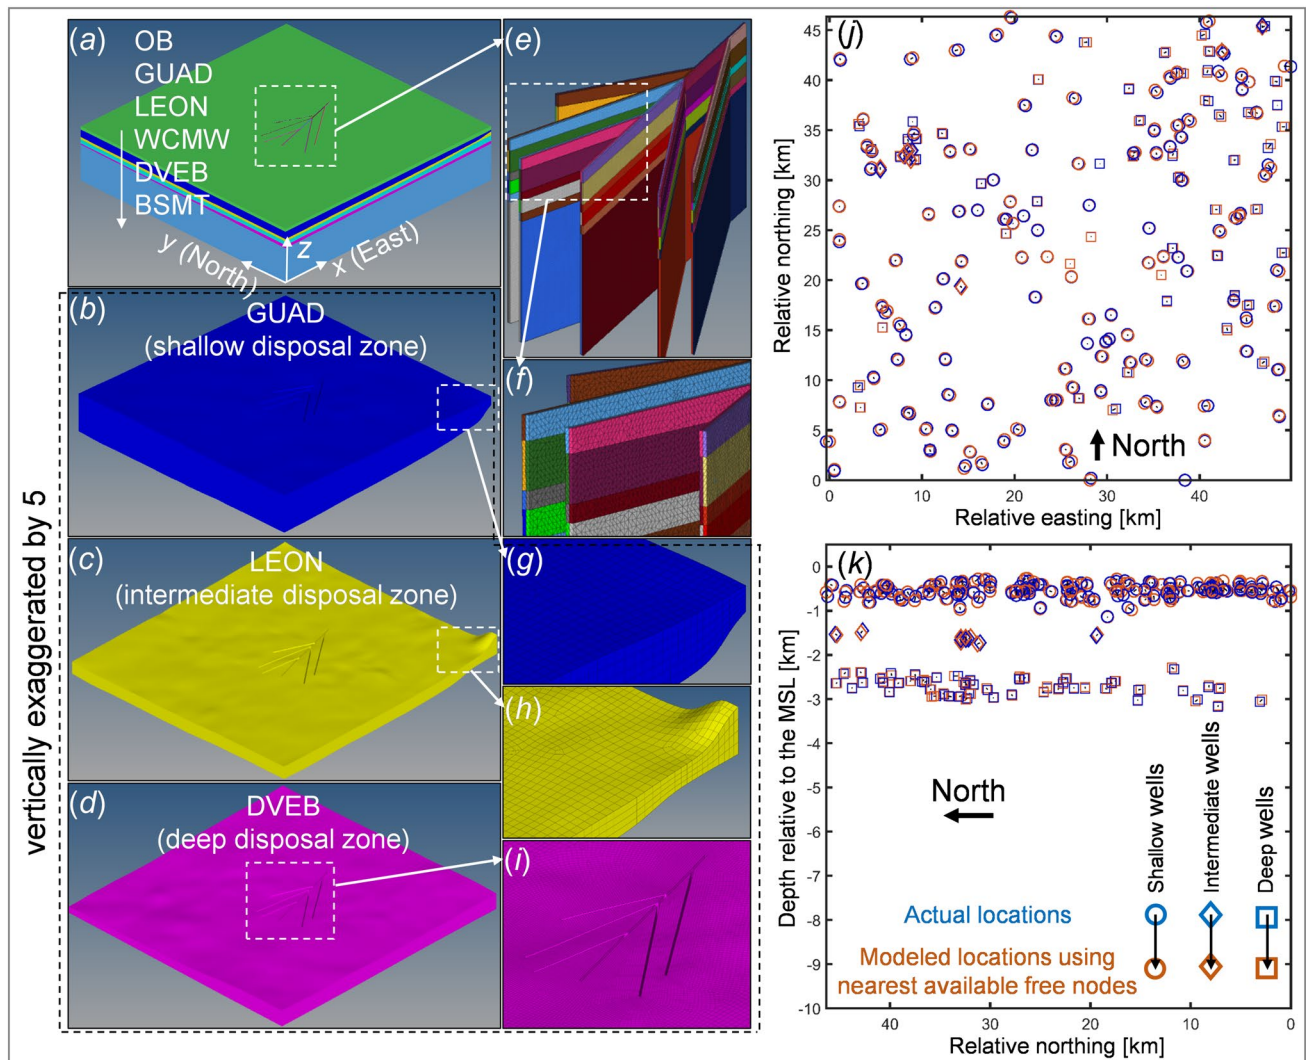 (a)
OB
GUAD
LEON
WCMW
DVEB
BSMT
z
y (North)
x (East)
(b)
GUAD
(shallow disposal zone)
(c)
LEON
(intermediate disposal zone)
(d)
DVEB
(deep disposal zone)
vertically exaggerated by 5
(e)
(f)
(g)
(h)
(i)
(j)
45
40
35
30
25
20
15
10
5
0
Relative northing [km]
North
0
10
20
30
40
Relative easting [km]
(k)
0
-1
-2
-3
-4
-5
-6
-7
-8
-9
-10
Depth relative to the MSL [km]
North
Shallow wells
Intermediate wells
Deep wells
Actual locations
Modeled locations using
nearest available free nodes
40
30
20
10
0
Relative northing [km]